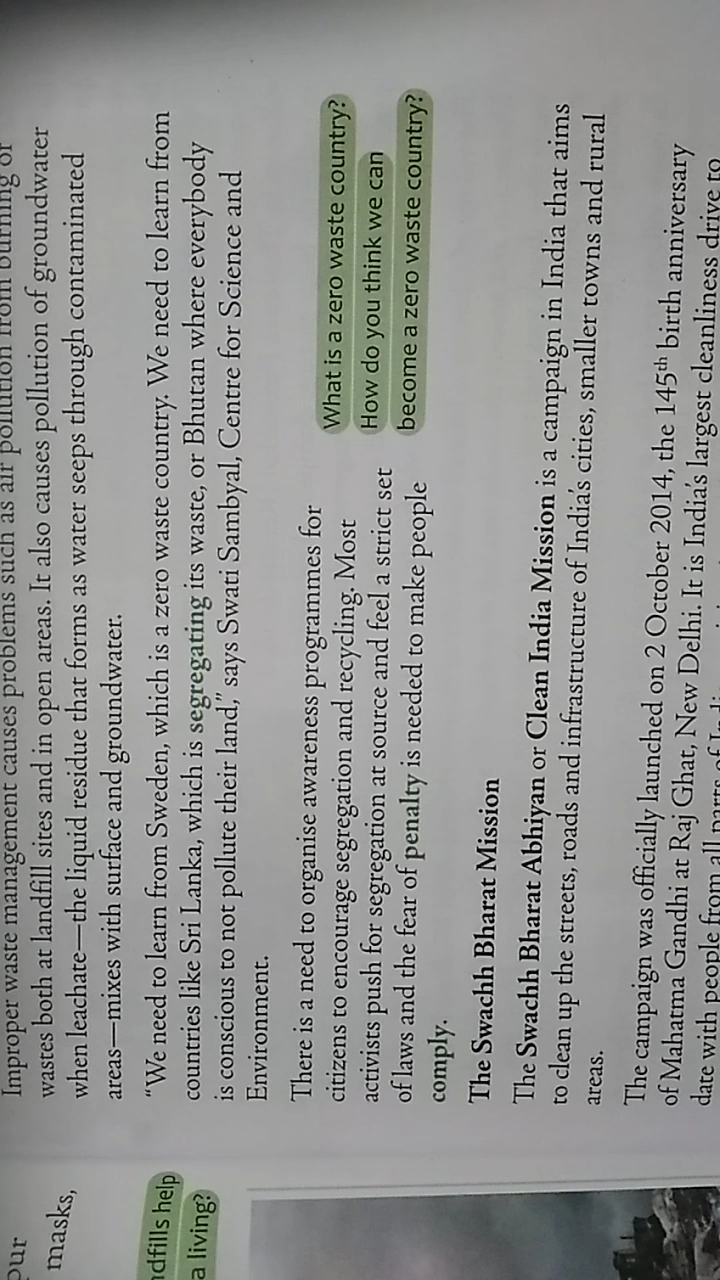 Improper waste management causes problems such as air pollution from burning of
wastes both at landfill sites and in open areas. It also causes pollution of groundwater
when leachate—the liquid residue that forms as water seeps through contaminated
areas—mixes with surface and groundwater.
“We need to learn from Sweden, which is a zero waste country. We need to learn from
countries like Sri Lanka, which is segregating its waste, or Bhutan where everybody
is conscious to not pollute their land,” says Swati Sambyal, Centre for Science and
Environment.
There is a need to organise awareness programmes for
citizens to encourage segregation and recycling. Most
activists push for segregation at source and feel a strict set
of laws and the fear of penalty is needed to make people
comply.
What is a zero waste country?
How do you think we can
become a zero waste country?
The Swachh Bharat Mission
The Swachh Bharat Abhiyan or Clean India Mission is a campaign in India that aims
to clean up the streets, roads and infrastructure of India's cities, smaller towns and rural
areas.
The campaign was officially launched on 2 October 2014, the 145th birth anniversary
of Mahatma Gandhi at Raj Ghat, New Delhi. It is India's largest cleanliness drive to
date with people from all parts of
masks,
help
a living?